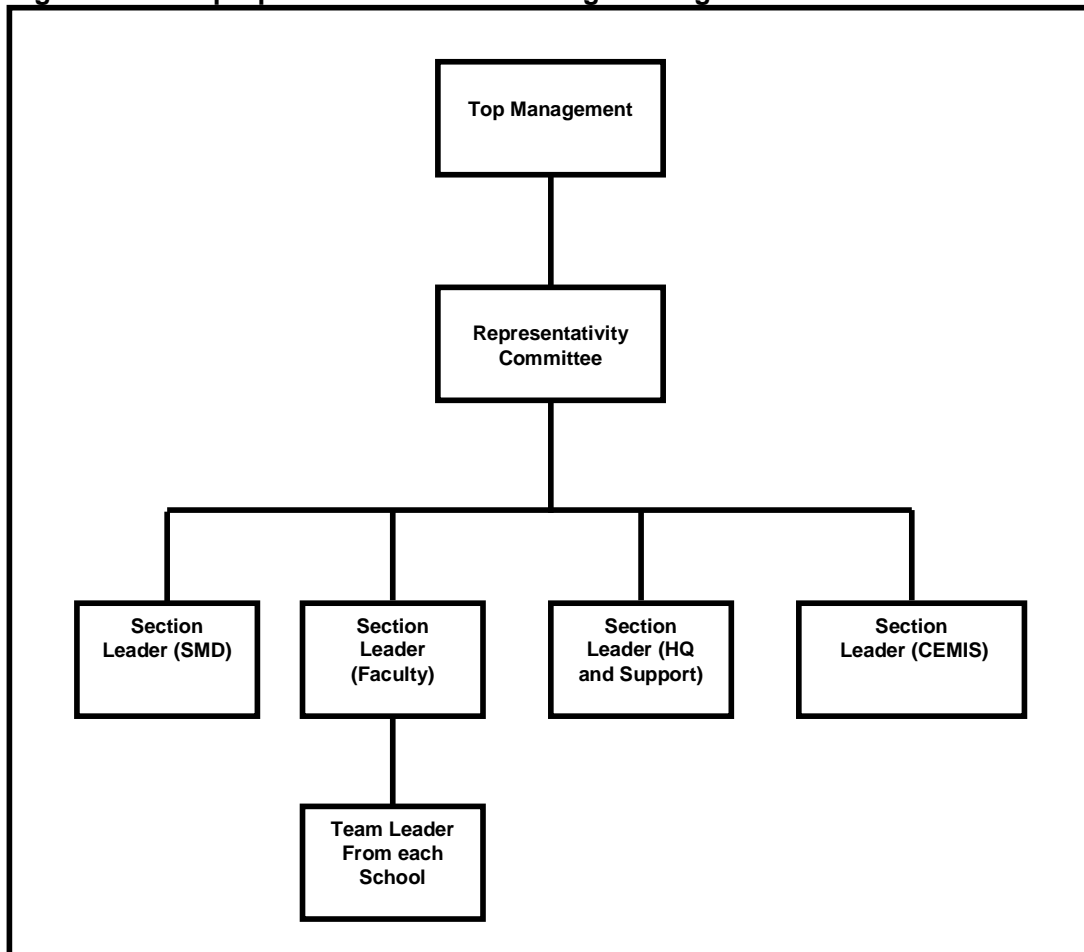 Top Management
Representativity
Committee
Section
Leader (SMD)
Section
Leader
(Faculty)
Section
Leader (HQ
and Support)
Section
Leader (CEMIS)
Team Leader
From each
School